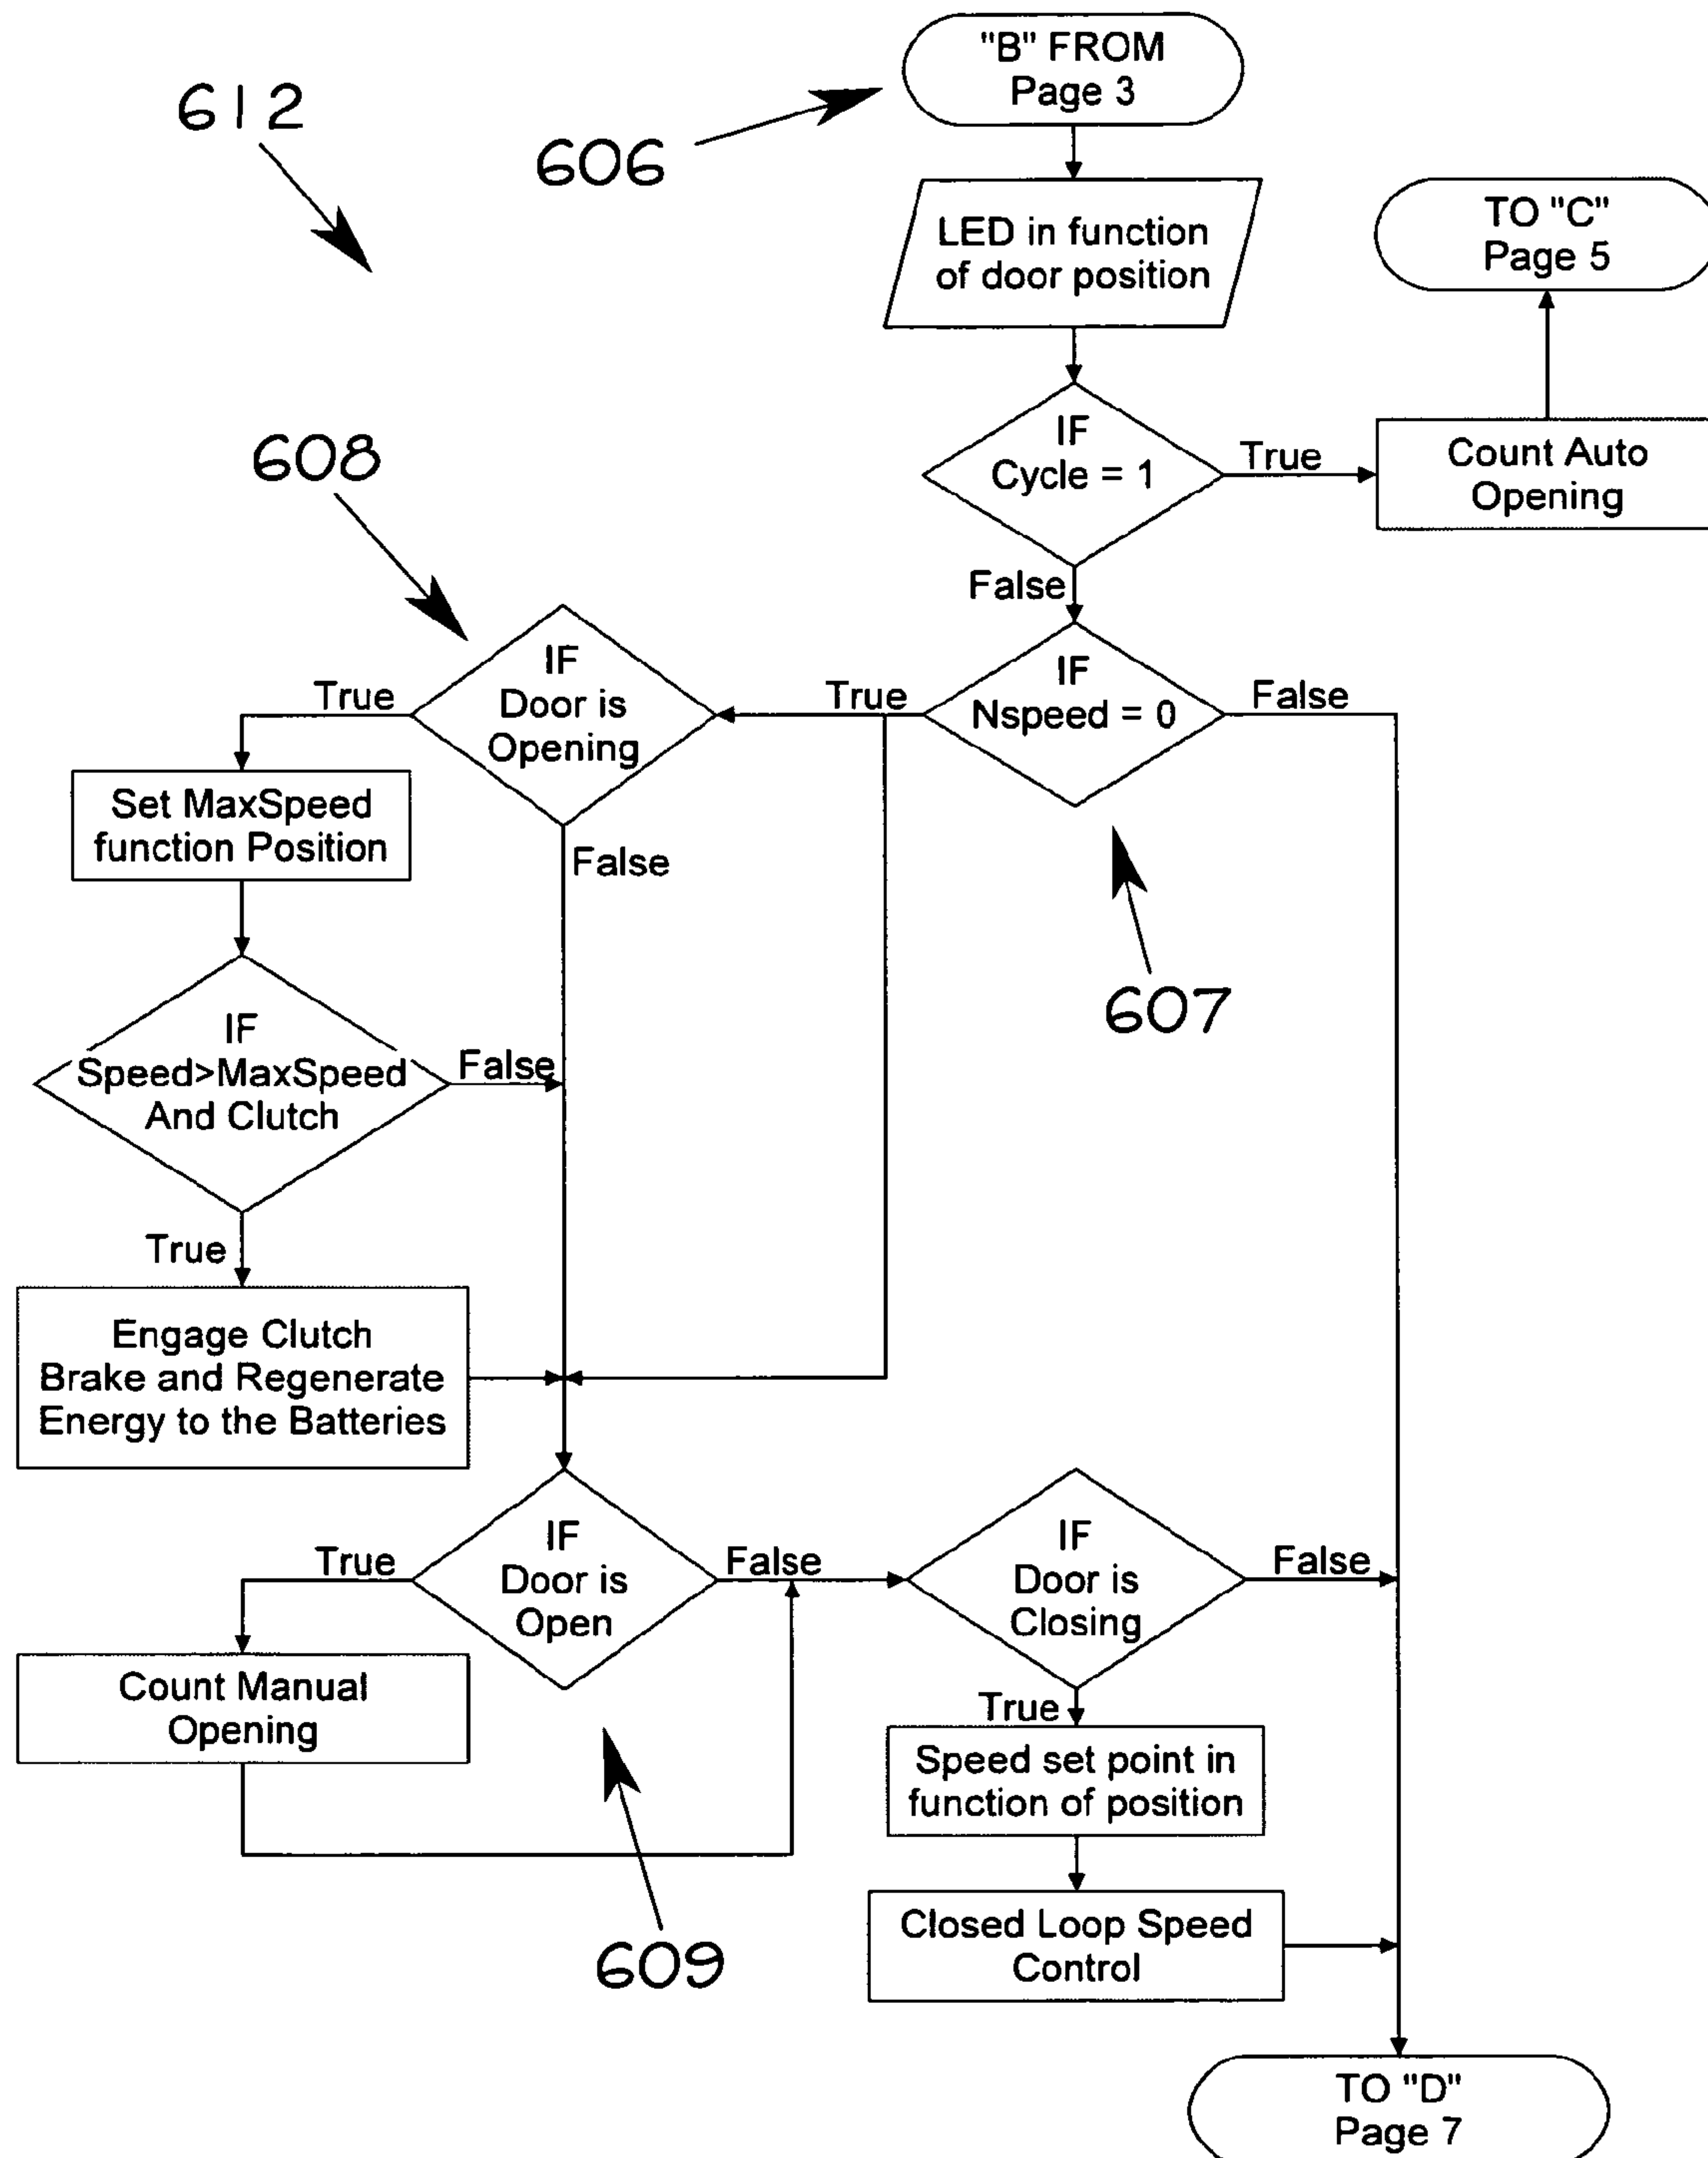 "B" FROM
Page 3
612
606
LED in function
of door position
TO "C"
Page 5
IF
Cycle = 1
True
Count Auto
Opening
False
608
IF
Nspeed = 0
True
False
IF
Door is
Opening
True
False
Set MaxSpeed
function Position
607
IF
Speed>MaxSpeed
And Clutch
False
True
Engage Clutch
Brake and Regenerate
Energy to the Batteries
IF
Door is
Open
True
False
IF
Door is
Closing
False
True
Count Manual
Opening
Speed set point in
function of position
609
Closed Loop Speed
Control
TO "D"
Page 7